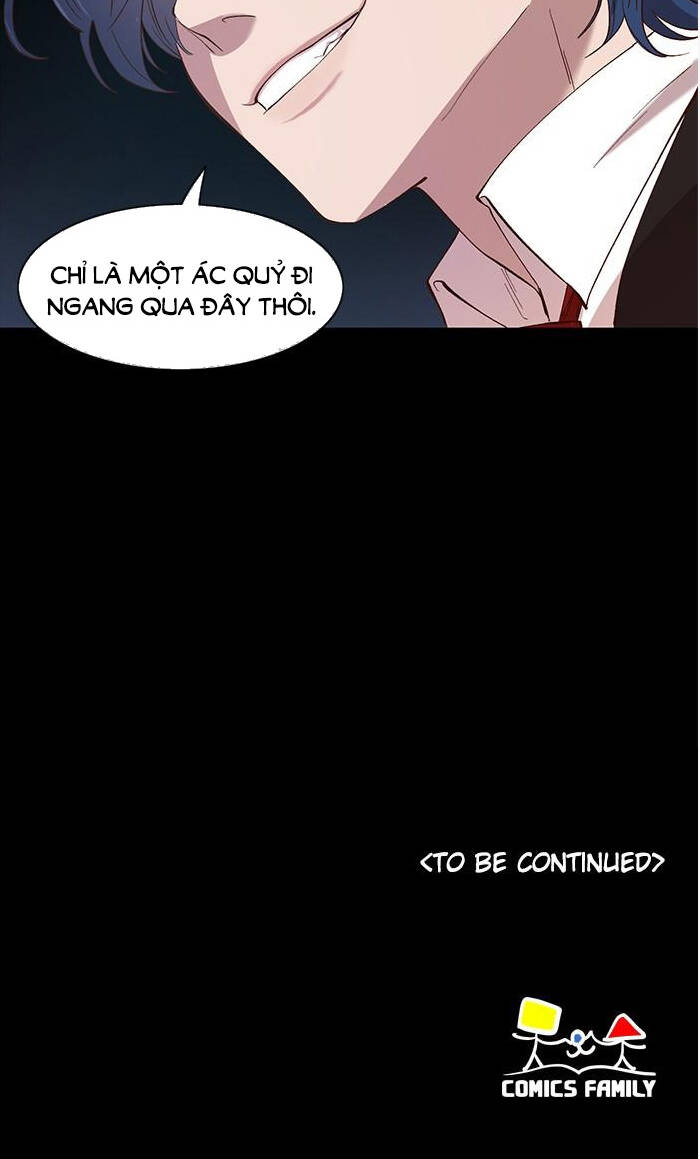 CHỈ LÀ MỘT ÁC QUỶ ĐI
NGANG QUA ĐÂY THÔI.
<TO BE CONTINUED>
COMICS FAMILY